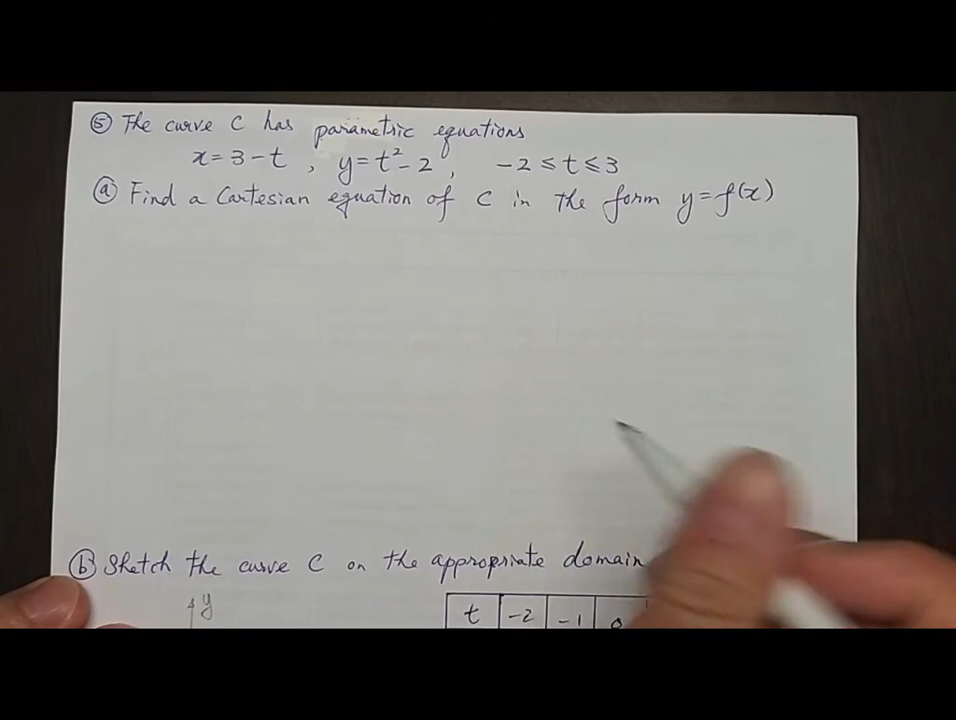 ⑤ The curve C has parametric equations
x=3-t , y=t²-2 , -2≤t≤3
ⓐ Find a Cartesian equation of C in the form y=f(x)
ⓑ Sketch the curve C on the appropriate domain
y
t -2 -1 0